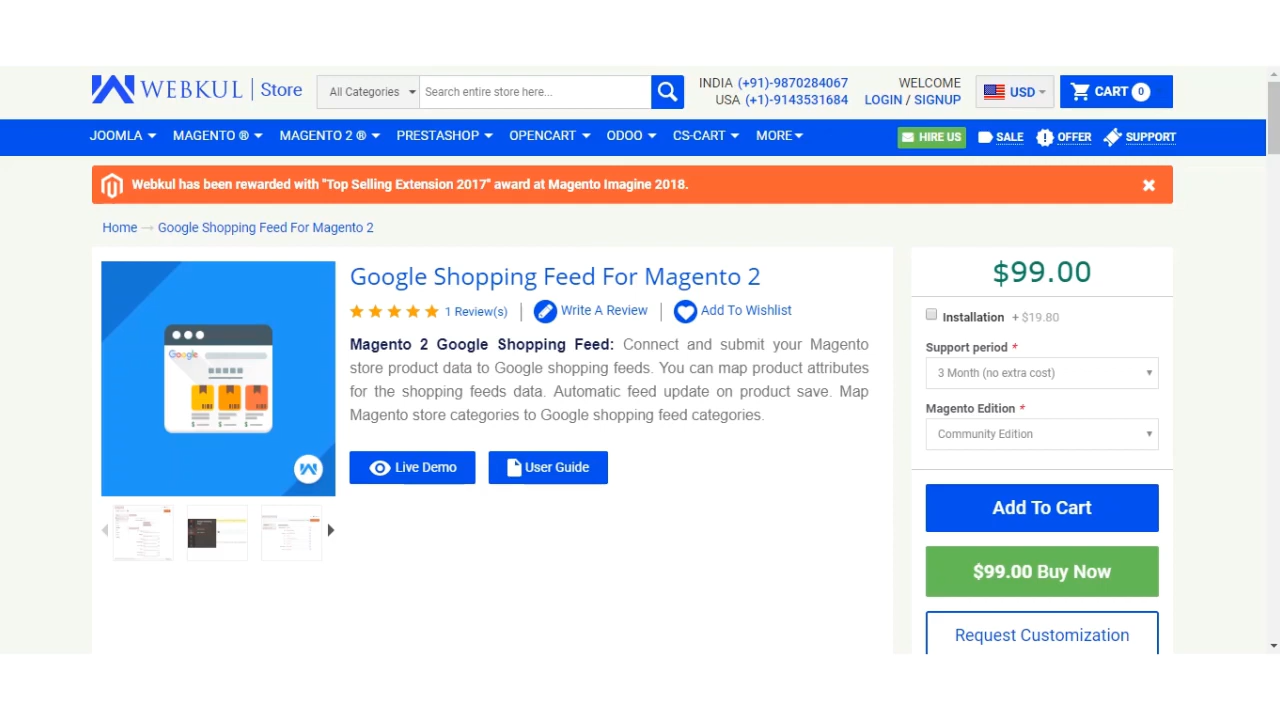 WEBKUL | Store
All Categories
Search entire store here...
INDIA (+91)-9870284067
USA (+1)-9143531684
WELCOME
LOGIN / SIGNUP
USD
CART 0
JOOMLA MAGENTO ® MAGENTO 2 ® PRESTASHOP OPENCART ODOO CS-CART MORE
HIRE US SALE OFFER SUPPORT
Webkul has been rewarded with "Top Selling Extension 2017" award at Magento Imagine 2018.
Home → Google Shopping Feed For Magento 2
Google
Google Shopping Feed For Magento 2
1 Review(s) | Write A Review | Add To Wishlist
Magento 2 Google Shopping Feed: Connect and submit your Magento
store product data to Google shopping feeds. You can map product attributes
for the shopping feeds data. Automatic feed update on product save. Map
Magento store categories to Google shopping feed categories.
Live Demo
User Guide
$99.00
Installation + $19.80
Support period *
3 Month (no extra cost)
Magento Edition *
Community Edition
Add To Cart
$99.00 Buy Now
Request Customization